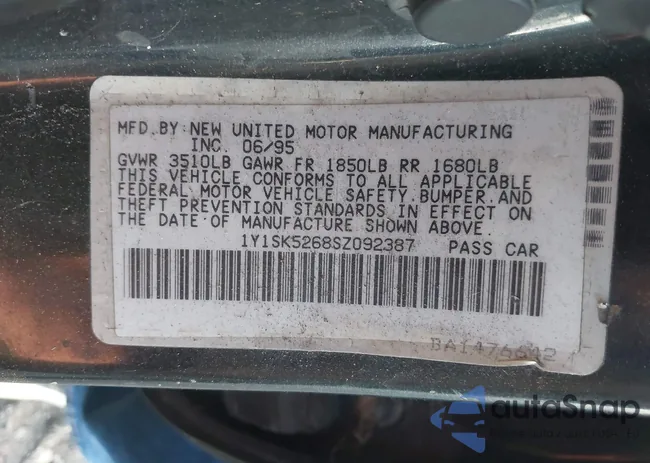 MFD.BY: NEW UNITED MOTOR MANUFACTURING
INC. 06/95
GVWR 3510LB GAWR FR 1850LB RR 1680LB
THIS VEHICLE CONFORMS TO ALL APPLICABLE
FEDERAL MOTOR VEHICLE SAFETY, BUMPER, AND
THEFT PREVENTION STANDARDS IN EFFECT ON
THE DATE OF MANUFACTURE SHOWN ABOVE.
1Y1SK5268SZ092387 PASS CAR
autoSnap